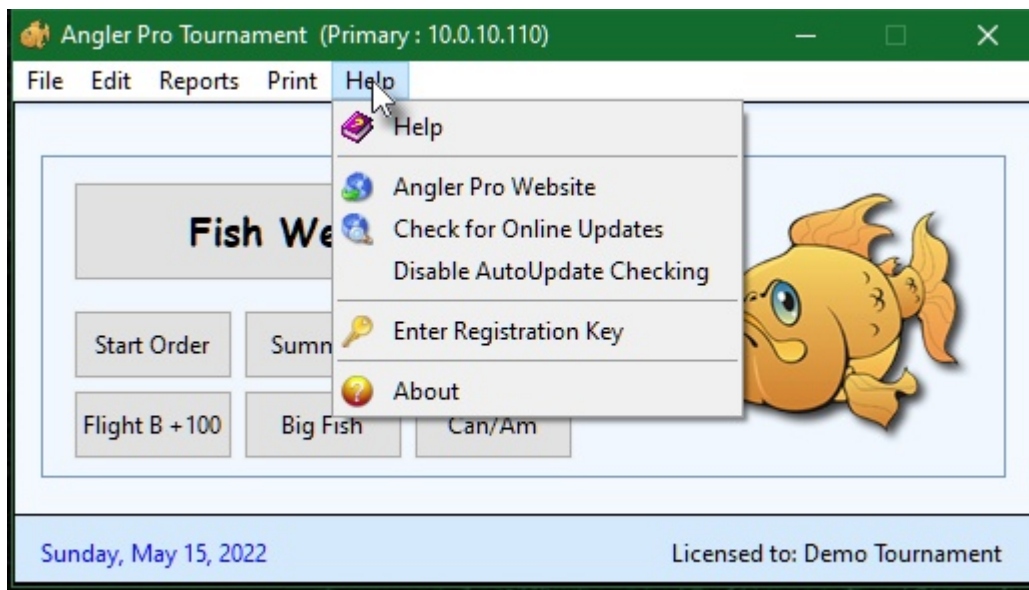 Angler Pro Tournament (Primary : 10.0.10.110)
File Edit Reports Print Help
Help
Angler Pro Website
Check for Online Updates
Disable AutoUpdate Checking
Enter Registration Key
About
Fish
Start Order
Flight B +100 Big Fish Can/Am
Sunday, May 15, 2022 Licensed to: Demo Tournament